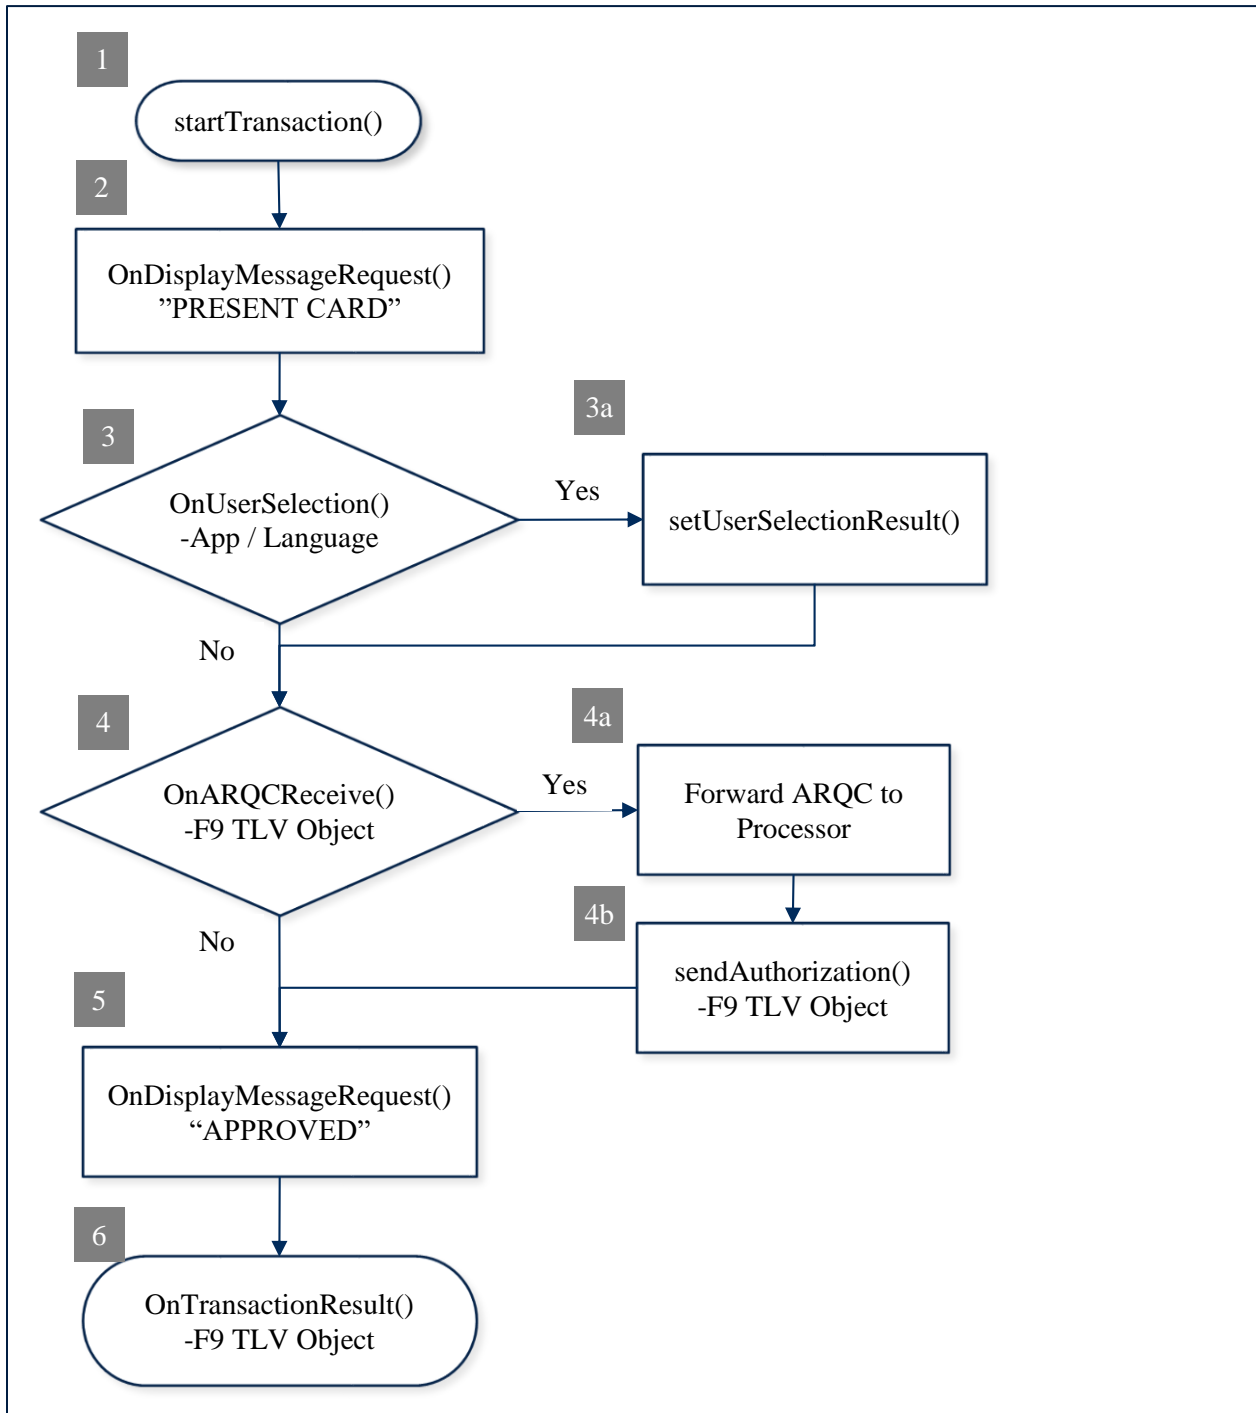 1
startTransaction()
2
OnDisplayMessageRequest()
”PRESENT CARD”
3
OnUserSelection()
-App / Language
Yes
3a
setUserSelectionResult()
No
4
OnARQCReceive()
-F9 TLV Object
Yes
4a
Forward ARQC to
Processor
4b
sendAuthorization()
-F9 TLV Object
No
5
OnDisplayMessageRequest()
“APPROVED”
6
OnTransactionResult()
-F9 TLV Object